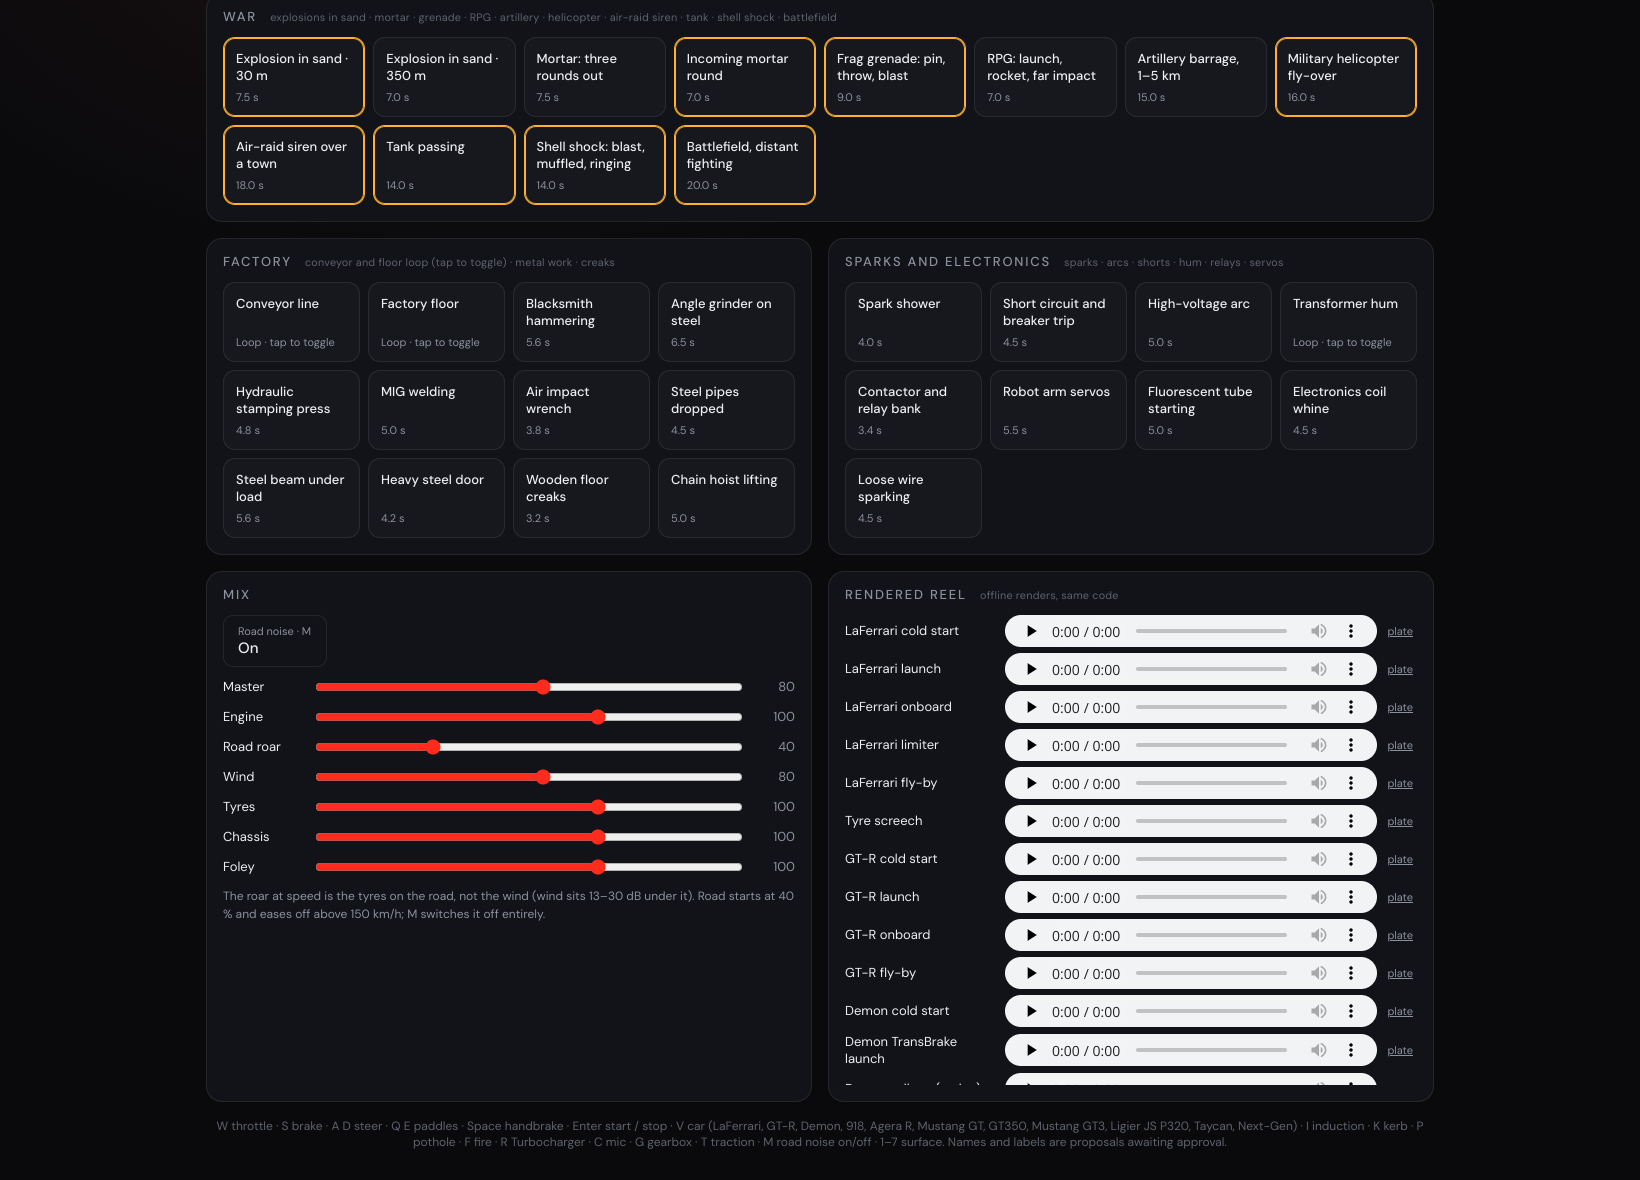 WAR explosions in sand · mortar · grenade · RPG · artillery · helicopter · air-raid siren · tank · shell shock · battlefield
Explosion in sand ·
30 m
7.5 s
Explosion in sand ·
350 m
7.0 s
Mortar: three
rounds out
7.5 s
Incoming mortar
round
7.0 s
Frag grenade: pin,
throw, blast
9.0 s
RPG: launch,
rocket, far impact
7.0 s
Artillery barrage,
1–5 km
15.0 s
Military helicopter
fly-over
16.0 s
Air-raid siren over
a town
18.0 s
Tank passing
14.0 s
Shell shock: blast,
muffled, ringing
14.0 s
Battlefield, distant
fighting
20.0 s
FACTORY conveyor and floor loop (tap to toggle) · metal work · creaks
Conveyor line
Loop · tap to toggle
Factory floor
Loop · tap to toggle
Blacksmith
hammering
5.6 s
Angle grinder on
steel
6.5 s
Hydraulic
stamping press
4.8 s
MIG welding
5.0 s
Air impact
wrench
3.8 s
Steel pipes
dropped
4.5 s
Steel beam under
load
5.6 s
Heavy steel door
4.2 s
Wooden floor
creaks
3.2 s
Chain hoist lifting
5.0 s
SPARKS AND ELECTRONICS sparks · arcs · shorts · hum · relays · servos
Spark shower
4.0 s
Short circuit and
breaker trip
4.5 s
High-voltage arc
5.0 s
Transformer hum
Loop · tap to toggle
Contactor and
relay bank
3.4 s
Robot arm servos
5.5 s
Fluorescent tube
starting
5.0 s
Electronics coil
whine
4.5 s
Loose wire
sparking
4.5 s
MIX
Road noise · M
On
Master 80
Engine 100
Road roar 40
Wind 80
Tyres 100
Chassis 100
Foley 100
The roar at speed is the tyres on the road, not the wind (wind sits 13–30 dB under it). Road starts at 40
% and eases off above 150 km/h; M switches it off entirely.
RENDERED REEL offline renders, same code
LaFerrari cold start 0:00 / 0:00 plate
LaFerrari launch 0:00 / 0:00 plate
LaFerrari onboard 0:00 / 0:00 plate
LaFerrari limiter 0:00 / 0:00 plate
LaFerrari fly-by 0:00 / 0:00 plate
Tyre screech 0:00 / 0:00 plate
GT-R cold start 0:00 / 0:00 plate
GT-R launch 0:00 / 0:00 plate
GT-R onboard 0:00 / 0:00 plate
GT-R fly-by 0:00 / 0:00 plate
Demon cold start 0:00 / 0:00 plate
Demon TransBrake
launch 0:00 / 0:00 plate
W throttle · S brake · A D steer · Q E paddles · Space handbrake · Enter start / stop · V car (LaFerrari, GT-R, Demon, 918, Agera R, Mustang GT, GT350, Mustang GT3, Ligier JS P320, Taycan, Next-Gen) · I induction · K kerb · P
pothole · F fire · R Turbocharger · C mic · G gearbox · T traction · M road noise on/off · 1–7 surface. Names and labels are proposals awaiting approval.